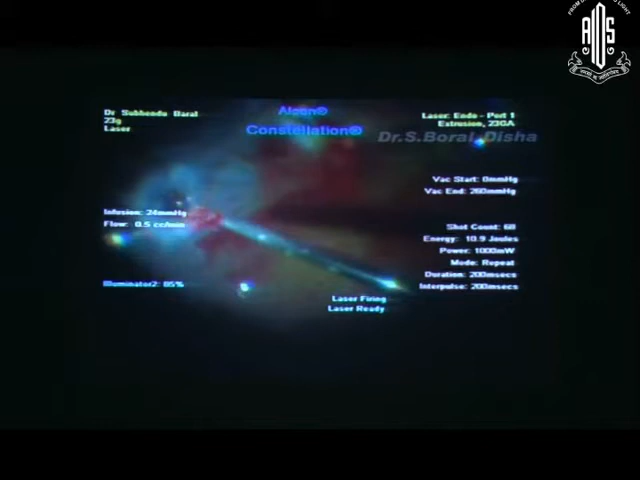 AIOS
Dr Subhendu Boral
23g
Laser
Alcon®
Constellation®
Laser: Endo - Port 1
Extrusion, 23GA
Dr.S.Boral Disha
Vac Start: 0mmHg
Vac End: 260mmHg
Infusion: 24mmHg
Flow: 0.5 cc/min
Shot Count: 68
Energy: 10.9 Joules
Power: 1000mW
Mode: Repeat
Duration: 200msecs
Interpulse: 200msecs
Illuminator2: 85%
Laser Firing
Laser Ready